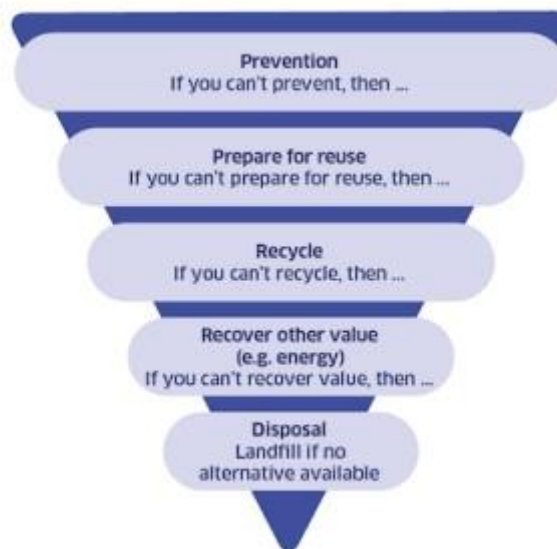 Prevention
If you can't prevent, then ...
Prepare for reuse
If you can't prepare for reuse, then ...
Recycle
If you can't recycle, then ...
Recover other value
(e.g. energy)
If you can't recover value, then ...
Disposal
Landfill if no
alternative available